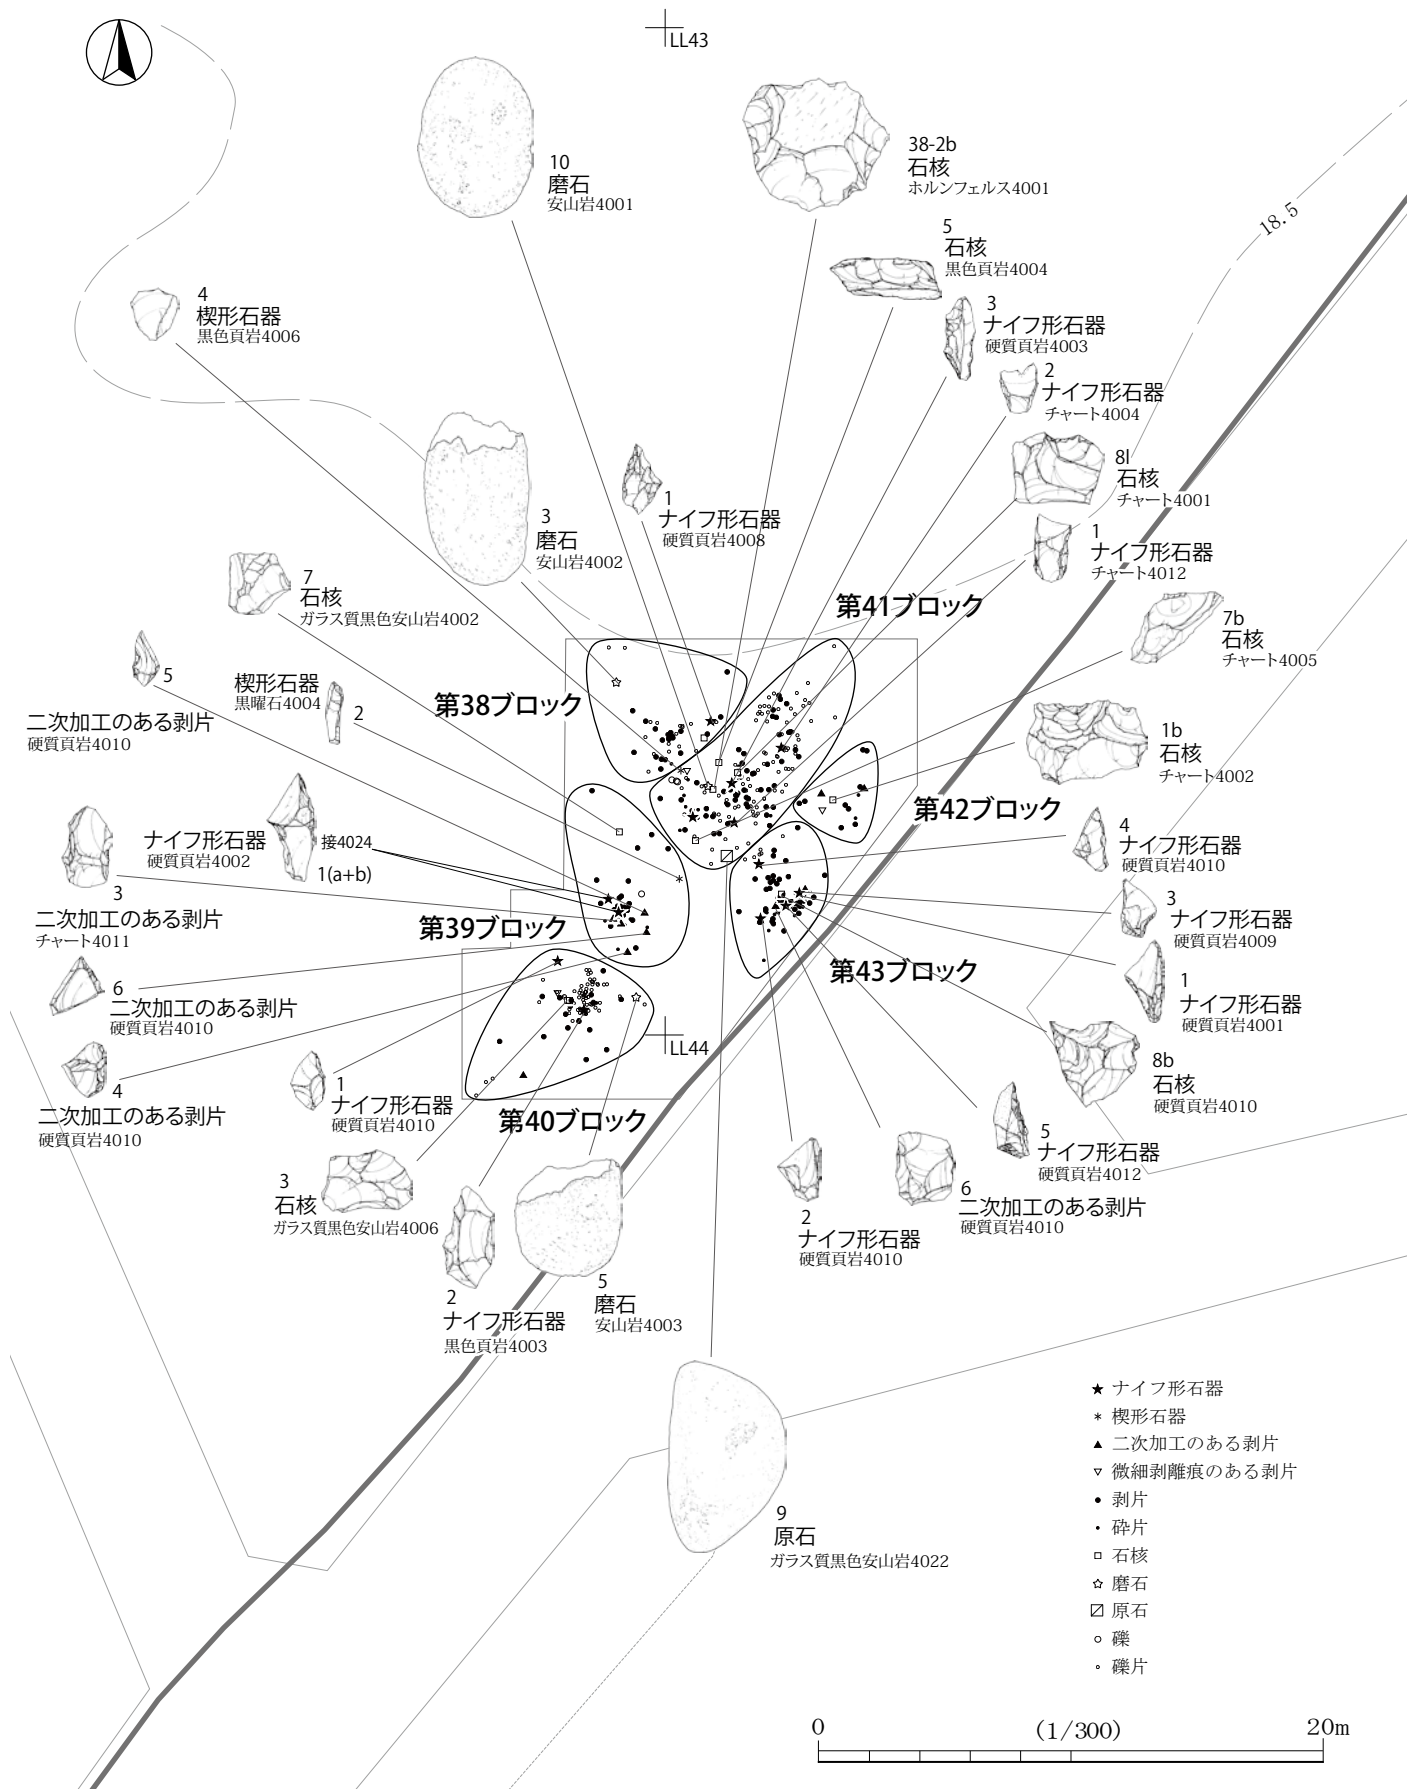 LL43
10
磨石
安山岩4001
38-2b
石核
ホルンフェルス4001
5
石核
黒色頁岩4004
18.5
4
楔形石器
黒色頁岩4006
3
ナイフ形石器
硬質頁岩4003
2
ナイフ形石器
チャート4004
8l
石核
チャート4001
1
ナイフ形石器
硬質頁岩4008
3
磨石
安山岩4002
1
ナイフ形石器
チャート4012
7
石核
ガラス質黒色安山岩4002
第41ブロック
7b
石核
チャート4005
5
二次加工のある剥片
硬質頁岩4010
楔形石器
黒曜石4004
2
第38ブロック
1b
石核
チャート4002
第42ブロック
ナイフ形石器
硬質頁岩4002
接4024
1(a+b)
4
ナイフ形石器
硬質頁岩4010
3
二次加工のある剥片
チャート4011
第39ブロック
3
ナイフ形石器
硬質頁岩4009
第43ブロック
6
二次加工のある剥片
硬質頁岩4010
1
ナイフ形石器
硬質頁岩4001
LL44
4
二次加工のある剥片
硬質頁岩4010
1
ナイフ形石器
硬質頁岩4010
第40ブロック
8b
石核
硬質頁岩4010
5
ナイフ形石器
硬質頁岩4012
3
石核
ガラス質黒色安山岩4006
6
二次加工のある剥片
硬質頁岩4010
2
ナイフ形石器
硬質頁岩4010
2
ナイフ形石器
黒色頁岩4003
5
磨石
安山岩4003
9
原石
ガラス質黒色安山岩4022
ナイフ形石器
楔形石器
二次加工のある剥片
微細剥離痕のある剥片
剥片
砕片
石核
磨石
原石
礫
礫片
0 (1/300) 20m